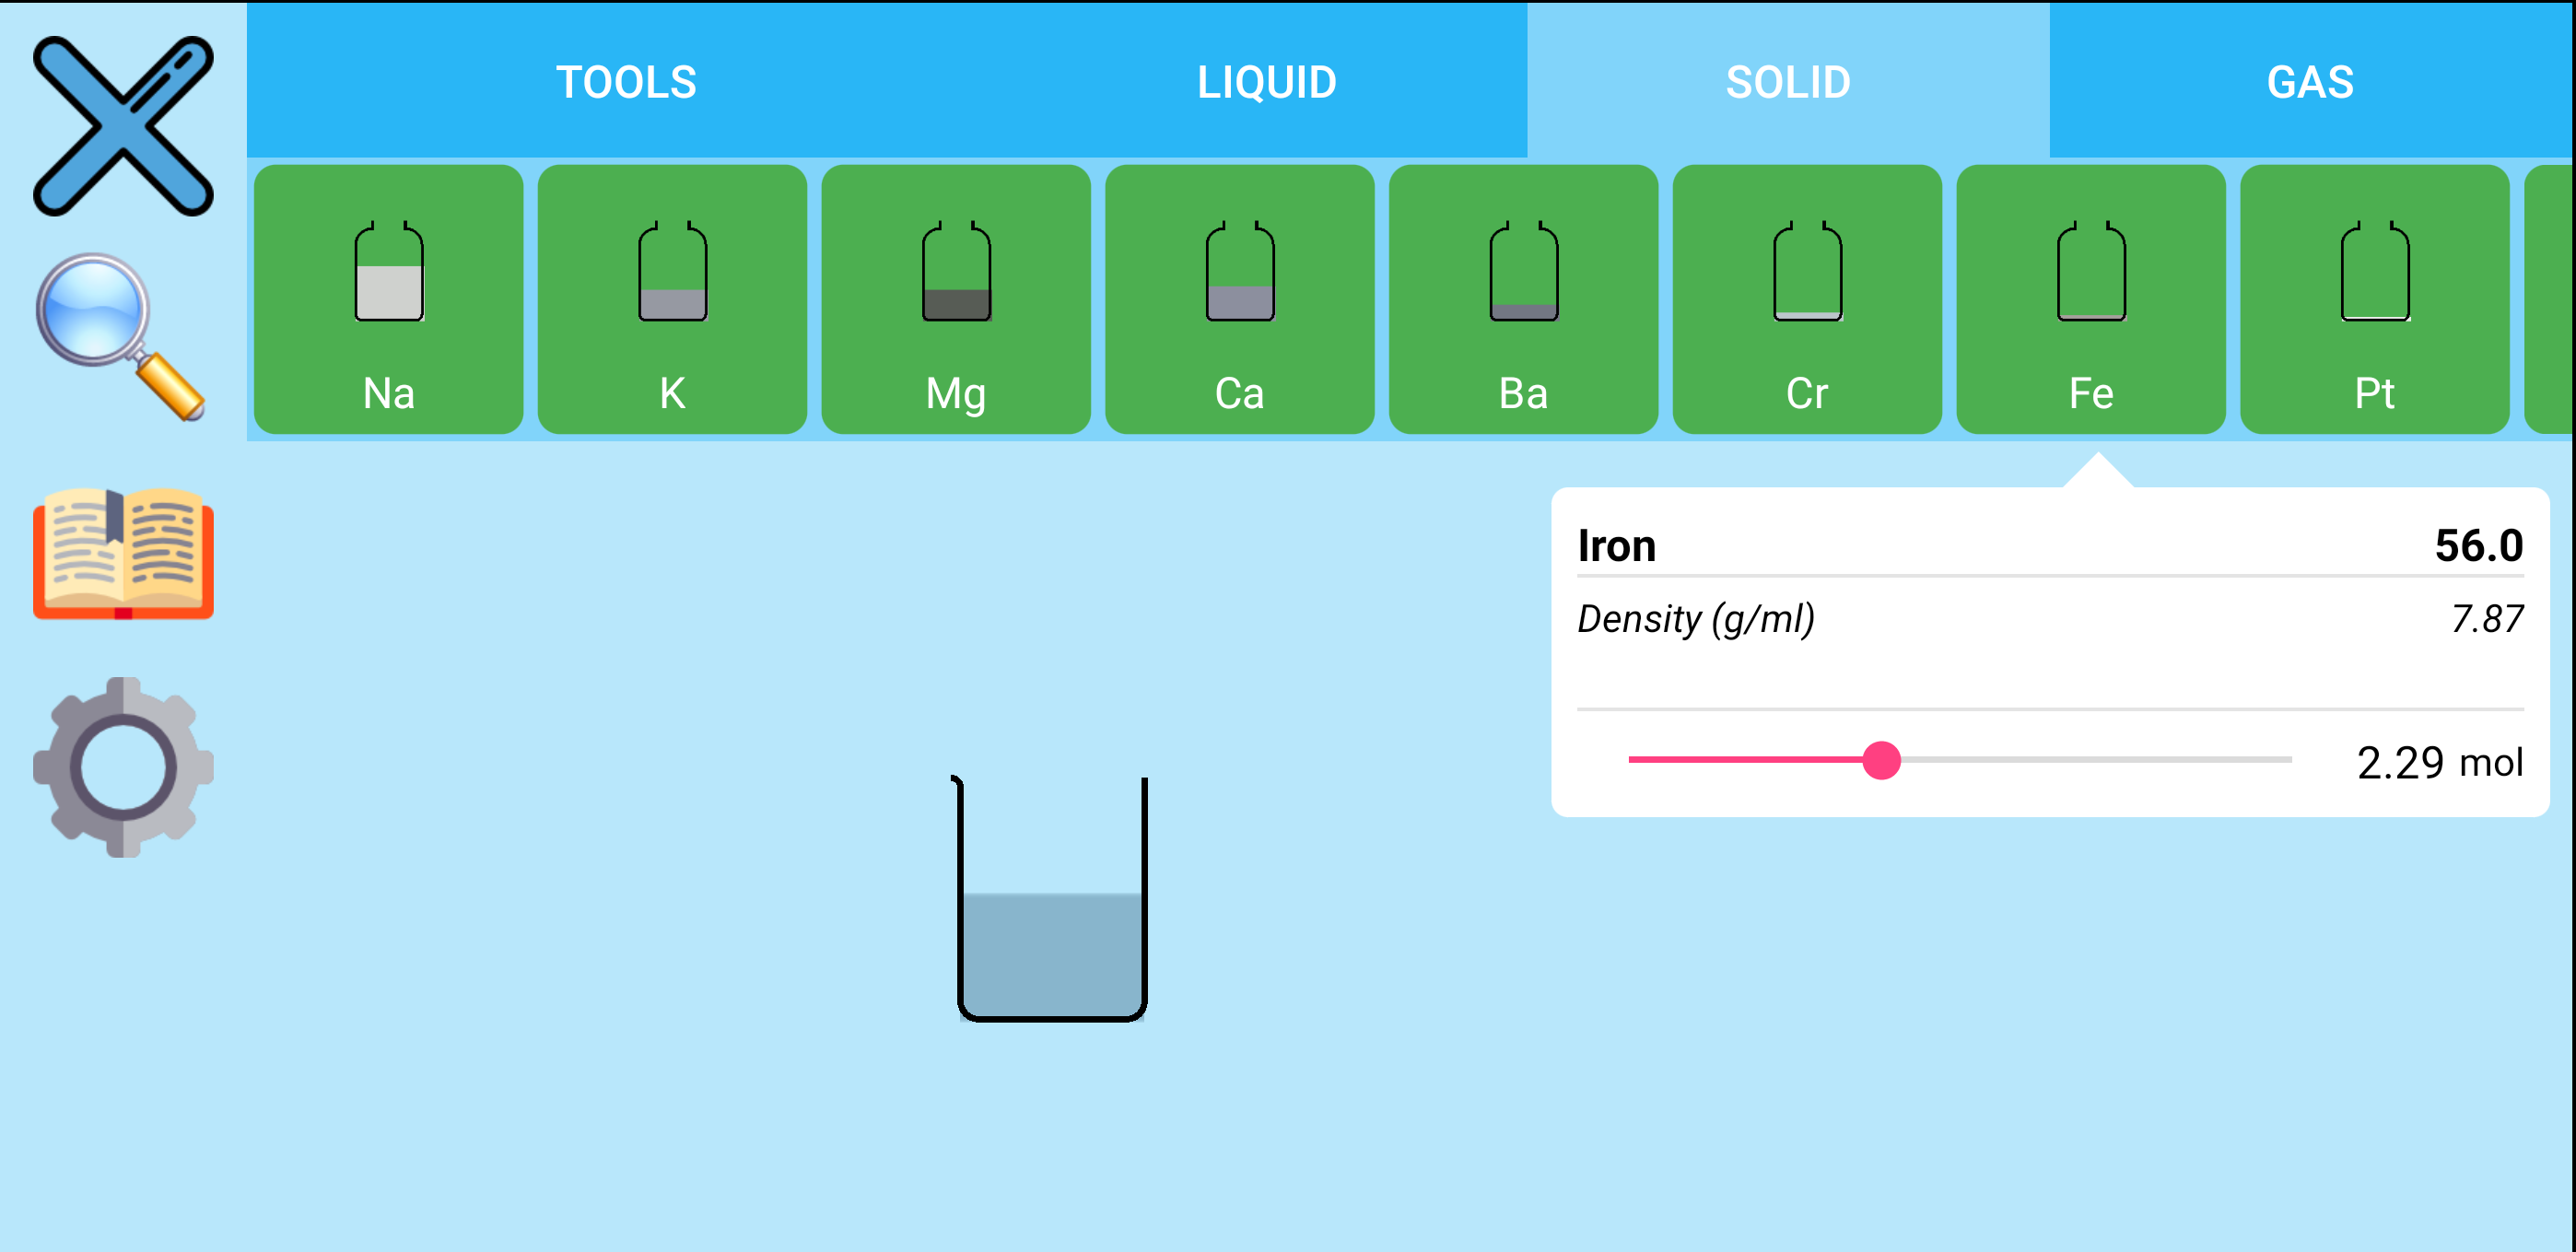 TOOLS LIQUID SOLID GAS
Na K Mg Ca Ba Cr Fe Pt
Iron 56.0
Density (g/ml) 7.87
2.29 mol